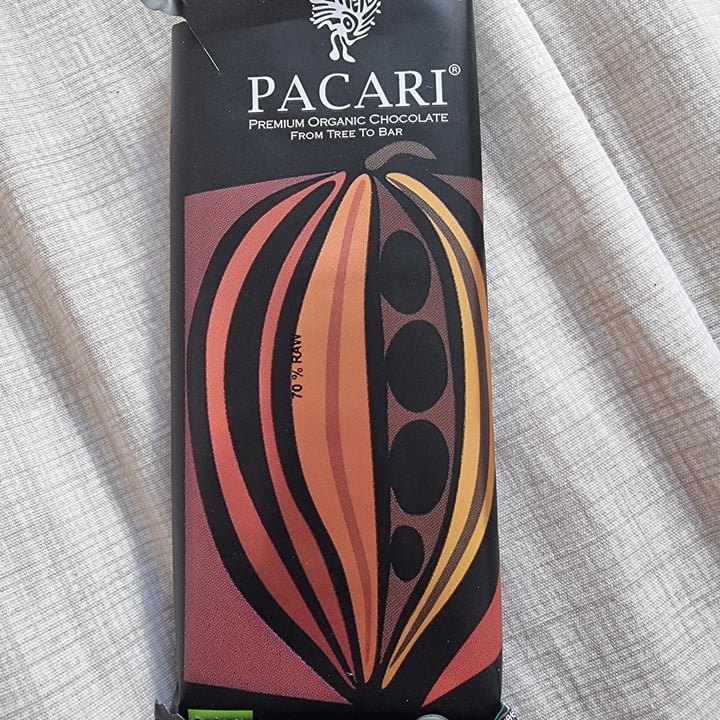 PACARI®
PREMIUM ORGANIC CHOCOLATE
FROM TREE TO BAR
70 % RAW